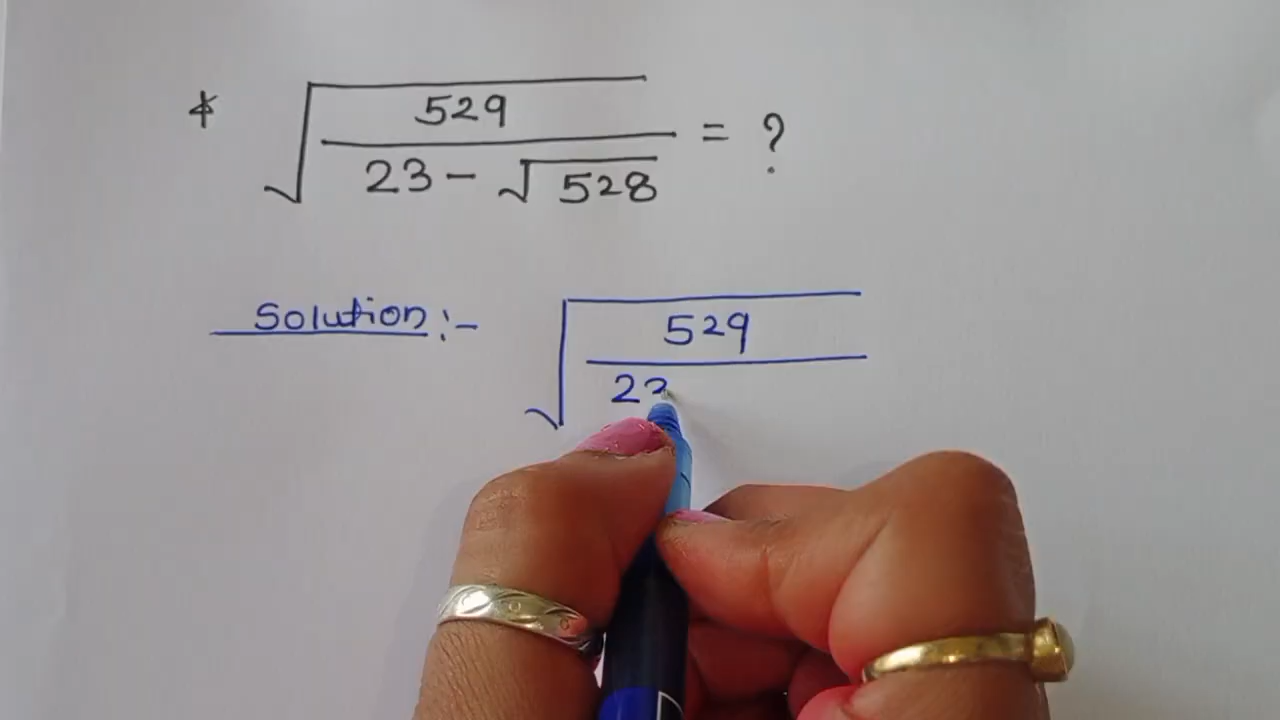 * √(529 / (23 - √528)) = ?
Solution :- √(529 / 23